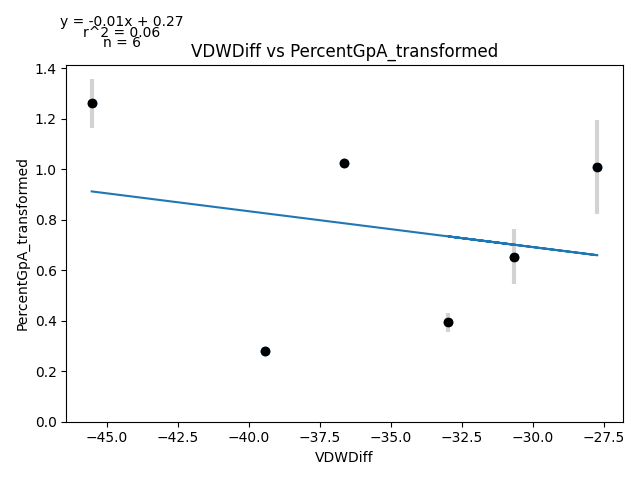 y = -0.01x + 0.27
r^2 = 0.06
n = 6
VDWDiff vs PercentGpA_transformed
PercentGpA_transformed
1.4
1.2
1.0
0.8
0.6
0.4
0.2
0.0
−45.0 −42.5 −40.0 −37.5 −35.0 −32.5 −30.0 −27.5
VDWDiff